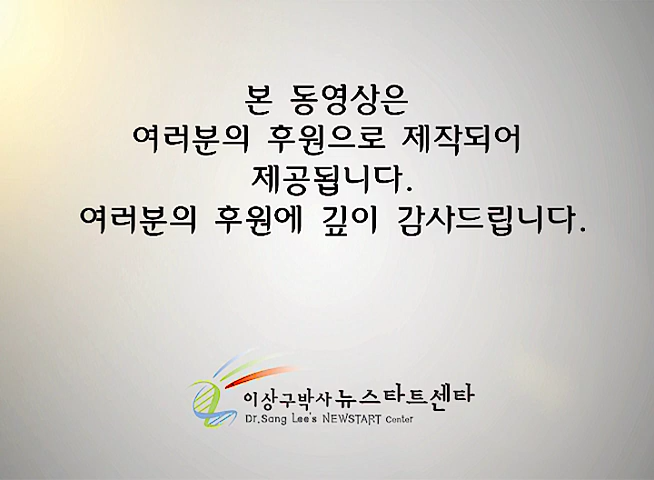 본 동영상은
여러분의 후원으로 제작되어
제공됩니다.
여러분의 후원에 깊이 감사드립니다.
이상구박사 뉴스타트센타
Dr.Sang Lee's NEWSTART Center